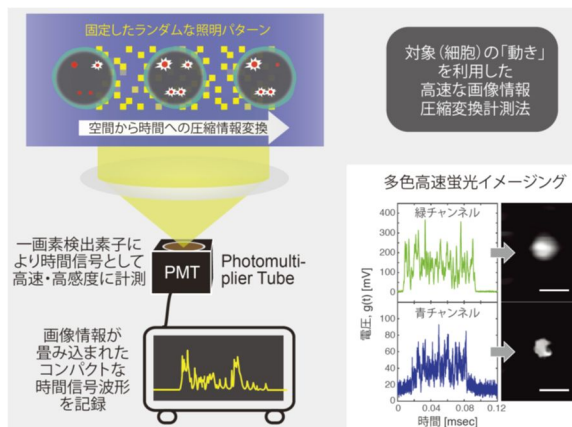 固定したランダムな照明パターン
空間から時間への圧縮情報変換
対象(細胞)の「動き」
を利用した
高速な画像情報
圧縮変換計測法
一画素検出素子に
より時間信号として
高速・高感度に計測
PMT
Photomulti-
plier Tube
画像情報が
畳み込まれた
コンパクトな
時間信号波形
を記録
多色高速蛍光イメージング
緑チャンネル
400
300
200
100
0
電圧, g(t) [mV]
青チャンネル
100
80
60
40
20
0
0
0.04
0.08
0.12
時間 [msec]